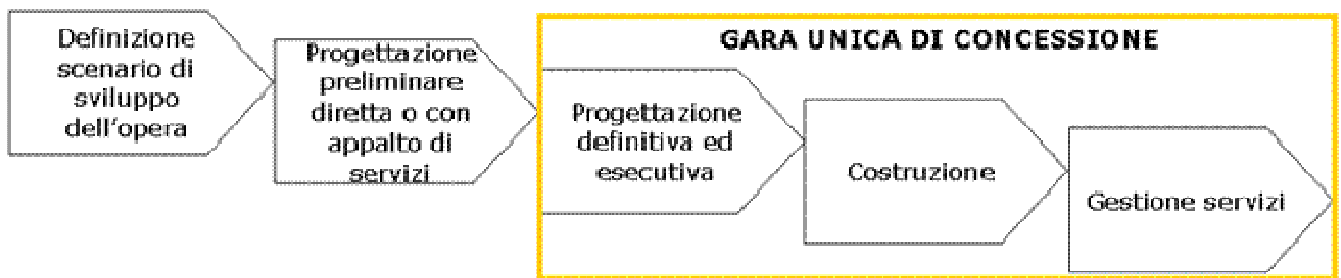 Definizione
scenario di
sviluppo
dell'opera
Progettazione
preliminare
diretta o con
appalto di
servizi
GARA UNICA DI CONCESSIONE
Progettazione
definitiva ed
esecutiva
Costruzione
Gestione servizi